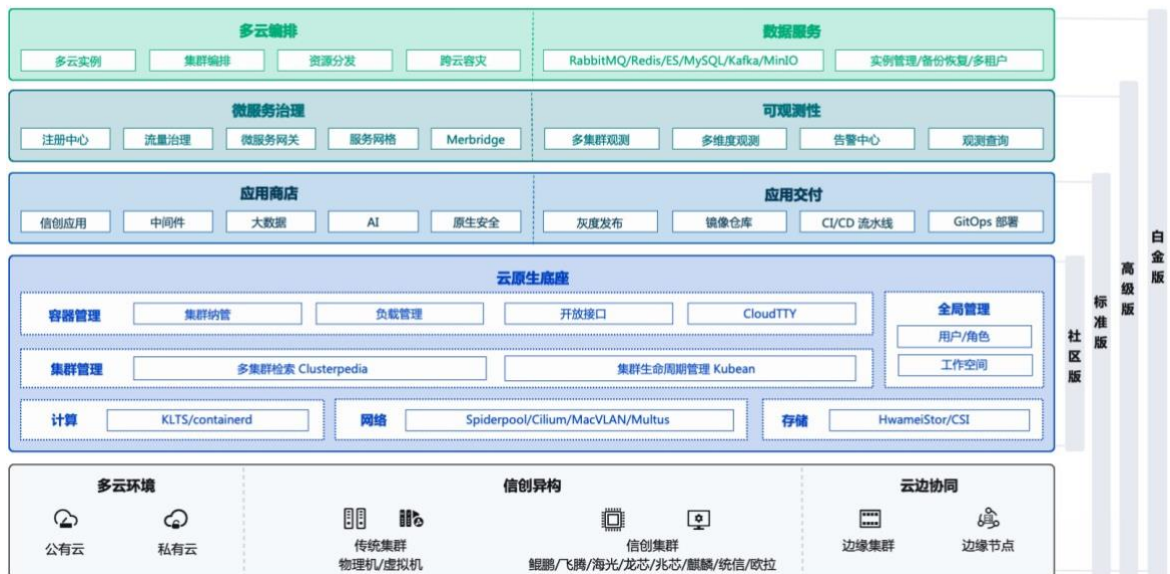 多云编排
数据服务
多云实例 集群编排 资源分发 跨云容灾 RabbitMQ/Redis/ES/MySQL/Kafka/MinIO 实例管理/备份恢复/多租户
微服务治理
可观测性
注册中心 流量治理 微服务网关 服务网格 Merbridge 多集群观测 多维度观测 告警中心 观测查询
应用商店
应用交付
信创应用 中间件 大数据 AI 原生安全 灰度发布 镜像仓库 CI/CD 流水线 GitOps 部署
云原生底座
容器管理 集群纳管 负载管理 开放接口 CloudTTY
全局管理
用户/角色
工作空间
集群管理 多集群检索 Clusterpedia 集群生命周期管理 Kubean
计算 KLTS/containerd 网络 Spiderpool/Cilium/MacVLAN/Multus 存储 HwameiStor/CSI
多云环境
信创异构
云边协同
公有云 私有云
传统集群
物理机/虚拟机
信创集群
鲲鹏/飞腾/海光/龙芯/兆芯/麒麟/统信/欧拉
边缘集群 边缘节点
社区版
标准版
高级版
白金版